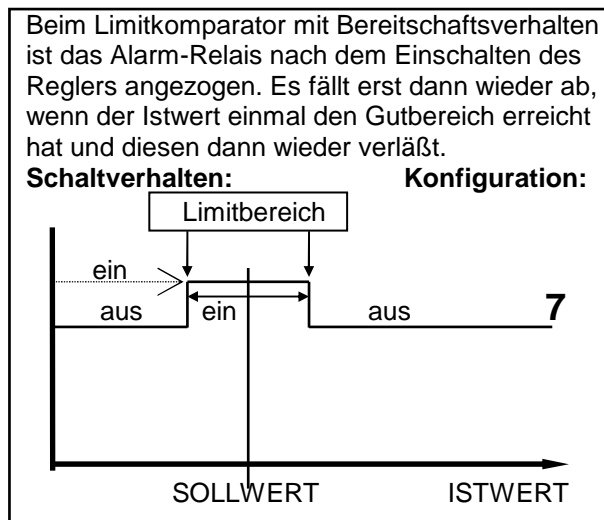 Beim Limitkomparator mit Bereitschaftsverhalten
ist das Alarm-Relais nach dem Einschalten des
Reglers angezogen. Es fällt erst dann wieder ab,
wenn der Istwert einmal den Gutbereich erreicht
hat und diesen dann wieder verläßt.
Schaltverhalten: Konfiguration:
Limitbereich
ein
aus ein aus 7
SOLLWERT ISTWERT